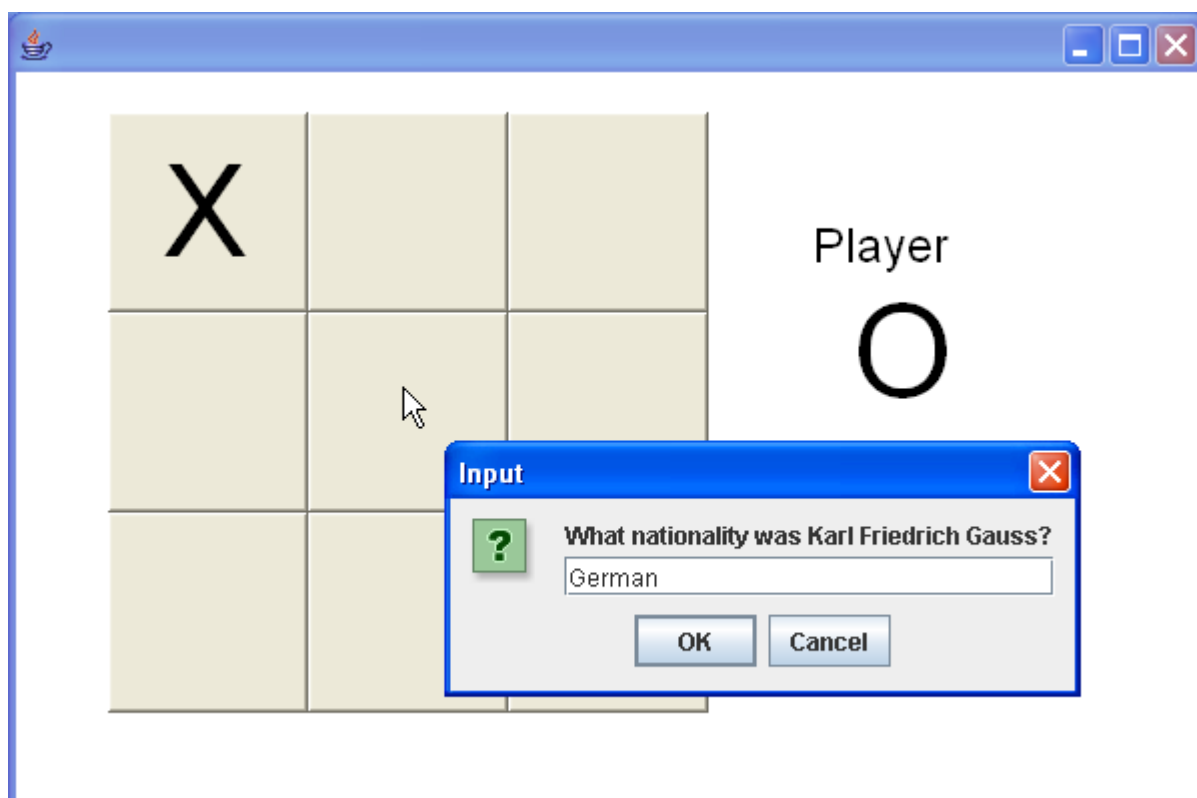 X
Player
O
Input
What nationality was Karl Friedrich Gauss?
German
OK Cancel